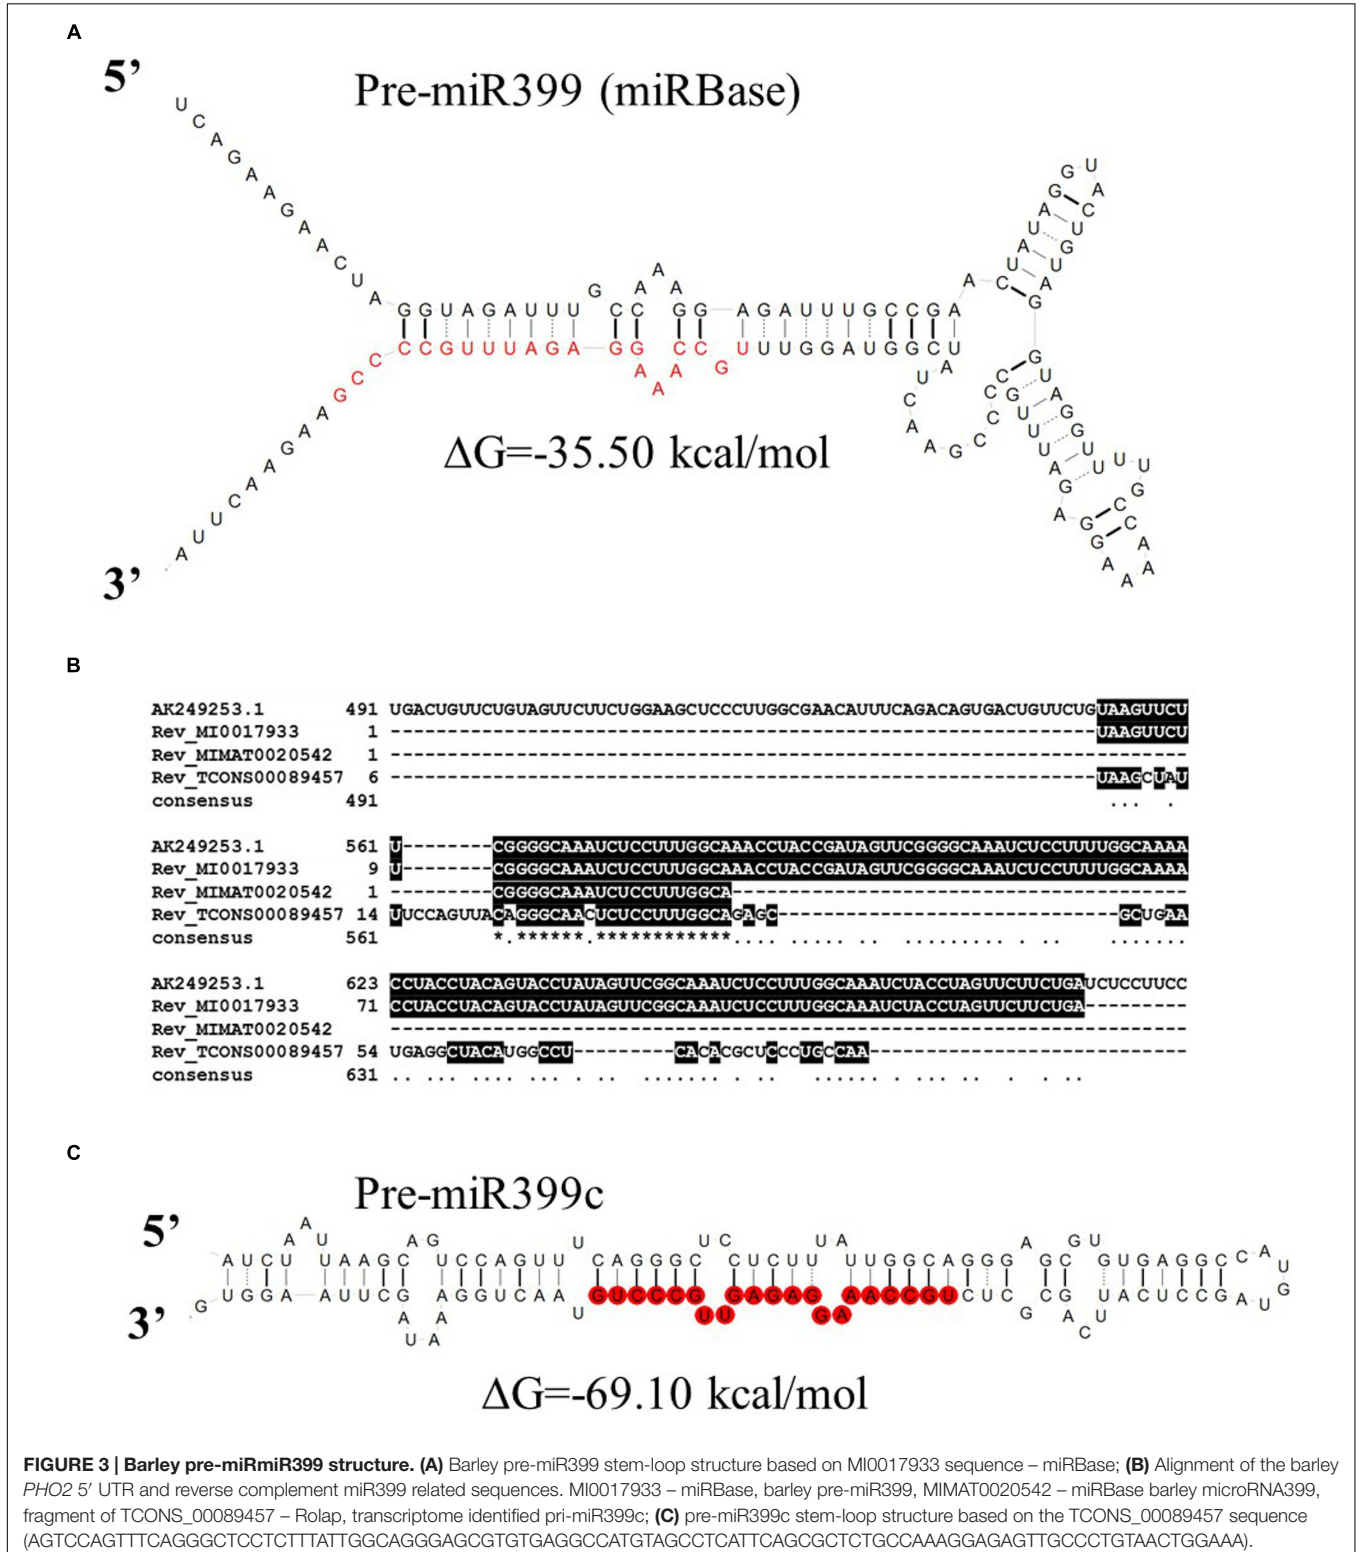 A
5’
Pre-miR399 (miRBase)
ΔG=-35.50 kcal/mol
3’
B
AK249253.1 491 UGACUGUUCUGUAGUUCUUCUGGAAGCUCCCUUGGCGAACAUUUCAGACAGUGACUGUUCUGUAAGUUCU
Rev_MI0017933 1 --------------------------------------------------------------UAAGUUCU
Rev_MIMAT0020542 1 ----------------------------------------------------------------------
Rev_TCONS00089457 6 --------------------------------------------------------------UAAGCUAU
consensus 491 ... .
AK249253.1 561 U--------CGGGGCAAAUCUCCUUUGGCAAACCUACCGAUAGUUCGGGGCAAAUCUCCUUUUGGCAAAA
Rev_MI0017933 9 U--------CGGGGCAAAUCUCCUUUGGCAAACCUACCGAUAGUUCGGGGCAAAUCUCCUUUUGGCAAAA
Rev_MIMAT0020542 1 ---------CGGGGCAAAUCUCCUUUGGCA----------------------------------------
Rev_TCONS00089457 14 UUCCAGUUACAGGGCAACUCUCCUUUGGCAGAGC------------------------------GCUGAA
consensus 561 *.******.************.... .. ..... ......... . .. .......
AK249253.1 623 CCUACCUACAGUACCUAUAGUUCGGCAAAUCUCCUUUGGCAAAUCUACCUAGUUCUUCUGAUCUCCUUCC
Rev_MI0017933 71 CCUACCUACAGUACCUAUAGUUCGGCAAAUCUCCUUUGGCAAAUCUACCUAGUUCUUCUGA---------
Rev_MIMAT0020542 ----------------------------------------------------------------------
Rev_TCONS00089457 54 UGAGGCUACAUGGCCU---------CACACGCUCCCUGCCAA----------------------------
consensus 631 .. .. .... ... .. .. ....... .. . .. ...... ... .. . . ..
C
Pre-miR399c
5’
3’
ΔG=-69.10 kcal/mol
FIGURE 3 | Barley pre-miRmiR399 structure. (A) Barley pre-miR399 stem-loop structure based on MI0017933 sequence – miRBase; (B) Alignment of the barley
PHO2 5′ UTR and reverse complement miR399 related sequences. MI0017933 – miRBase, barley pre-miR399, MIMAT0020542 – miRBase barley microRNA399,
fragment of TCONS_00089457 – Rolap, transcriptome identified pri-miR399c; (C) pre-miR399c stem-loop structure based on the TCONS_00089457 sequence
(AGTCCAGTTTCAGGGCTCCTCTTTATTGGCAGGGAGCGTGTGAGGCCATGTAGCCTCATTCAGCGCTCTGCCAAAGGAGAGTTGCCCTGTAACTGGAAA).